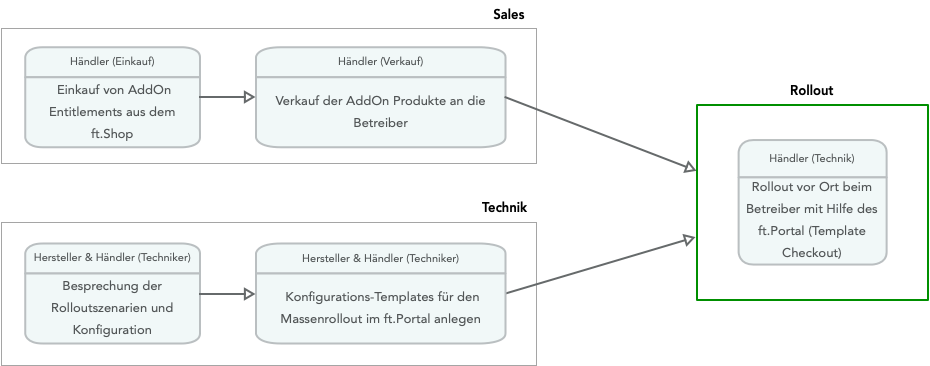 Sales
Händler (Einkauf)
Einkauf von AddOn
Entitlements aus dem
ft.Shop
Händler (Verkauf)
Verkauf der AddOn Produkte an die
Betreiber
Technik
Hersteller & Händler (Techniker)
Besprechung der
Rolloutszenarien und
Konfiguration
Hersteller & Händler (Techniker)
Konfigurations-Templates für den
Massenrollout im ft.Portal anlegen
Rollout
Händler (Technik)
Rollout vor Ort beim
Betreiber mit Hilfe des
ft.Portal (Template
Checkout)